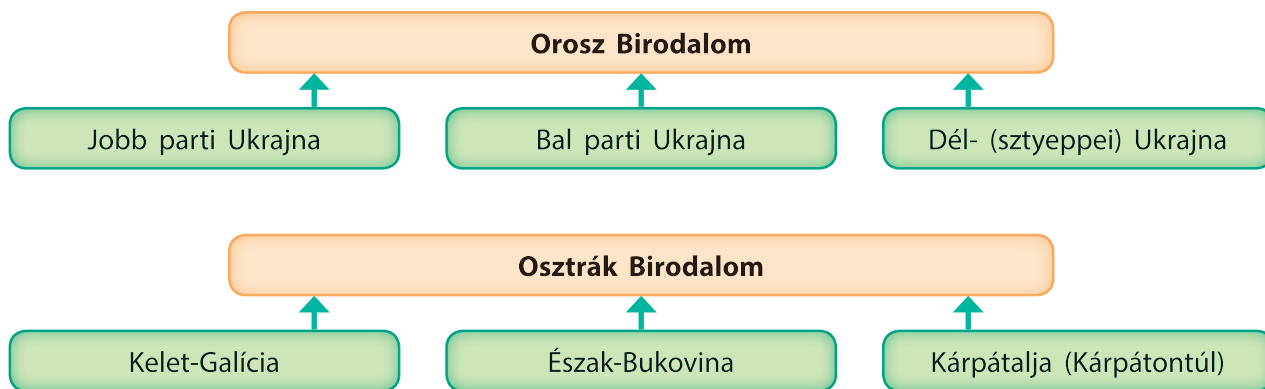 Orosz Birodalom
Jobb parti Ukrajna
Bal parti Ukrajna
Dél- (sztyeppei) Ukrajna
Osztrák Birodalom
Kelet-Galícia
Észak-Bukovina
Kárpátalja (Kárpátontúl)